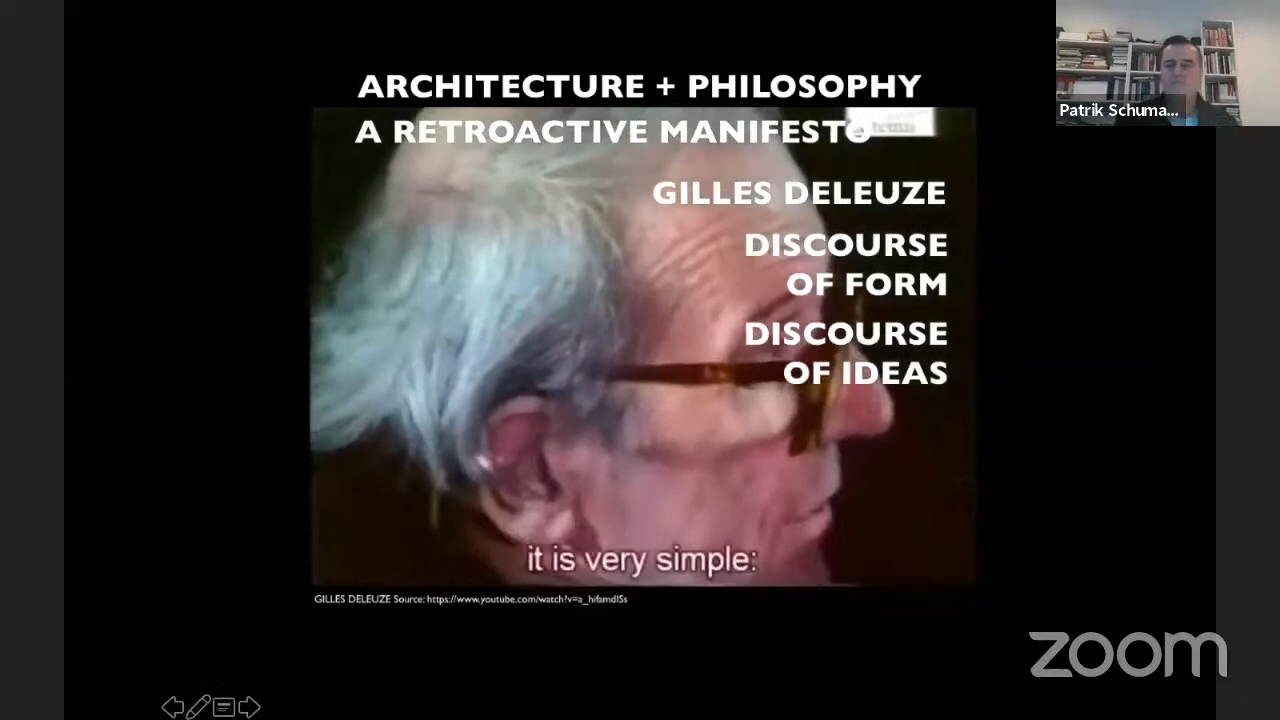 ARCHITECTURE + PHILOSOPHY
A RETROACTIVE MANIFESTO
GILLES DELEUZE
DISCOURSE
OF FORM
DISCOURSE
OF IDEAS
it is very simple:
GILLES DELEUZE Source: https://www.youtube.com/watch?v=a_hifamdISs
Patrik Schuma...
zoom